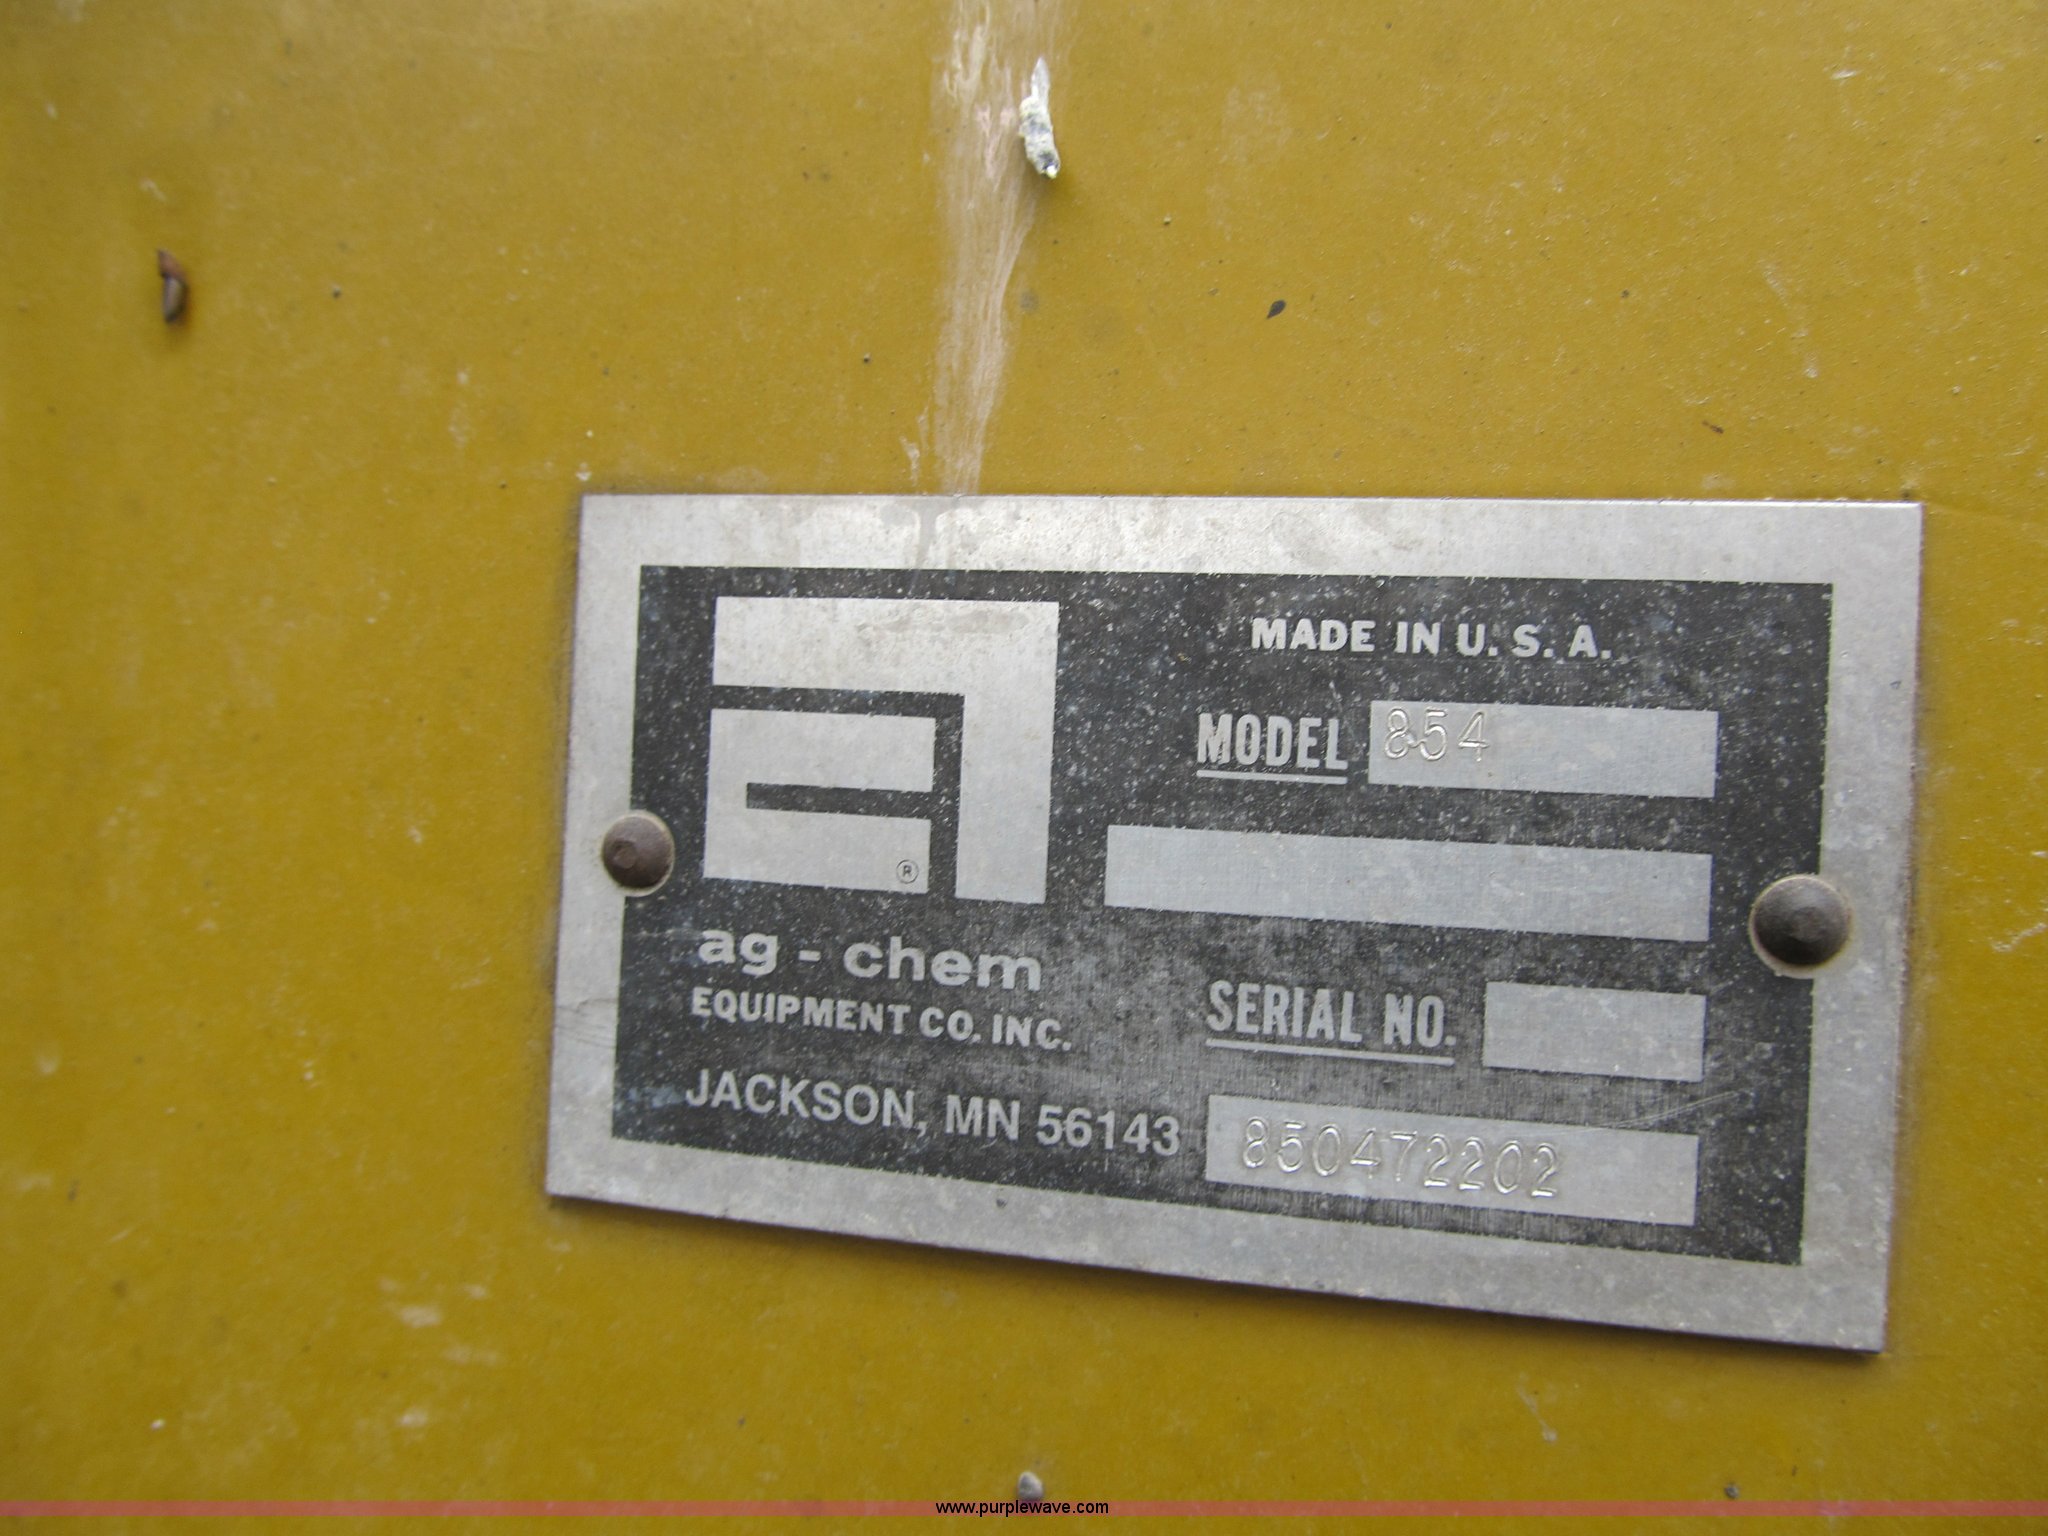 MADE IN U. S. A.
MODEL 854
®
ag - chem
EQUIPMENT CO. INC.
SERIAL NO.
JACKSON, MN 56143
850472202
www.purplewave.com